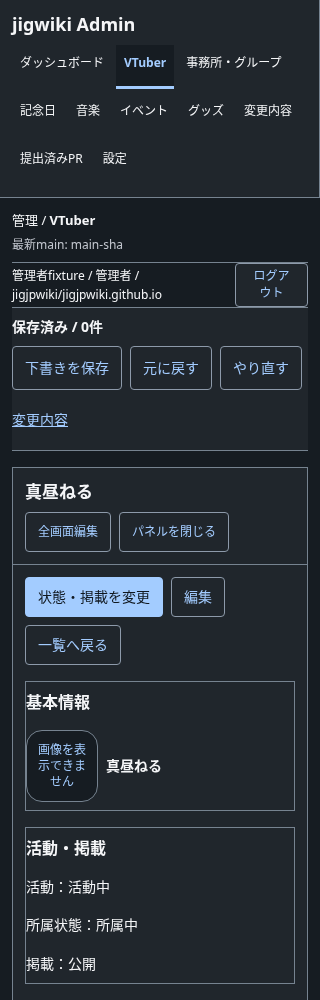 jigwiki Admin
ダッシュボード VTuber 事務所・グループ
記念日 音楽 イベント グッズ 変更内容
提出済みPR 設定
管理 / VTuber
最新main: main-sha
管理者fixture / 管理者 /
jigjpwiki/jigjpwiki.github.io
ログア
ウト
保存済み / 0件
下書きを保存 元に戻す やり直す
変更内容
真昼ねる
全画面編集 パネルを閉じる
状態・掲載を変更 編集
一覧へ戻る
基本情報
画像を表
示できま
せん
真昼ねる
活動・掲載
活動：活動中
所属状態：所属中
掲載：公開